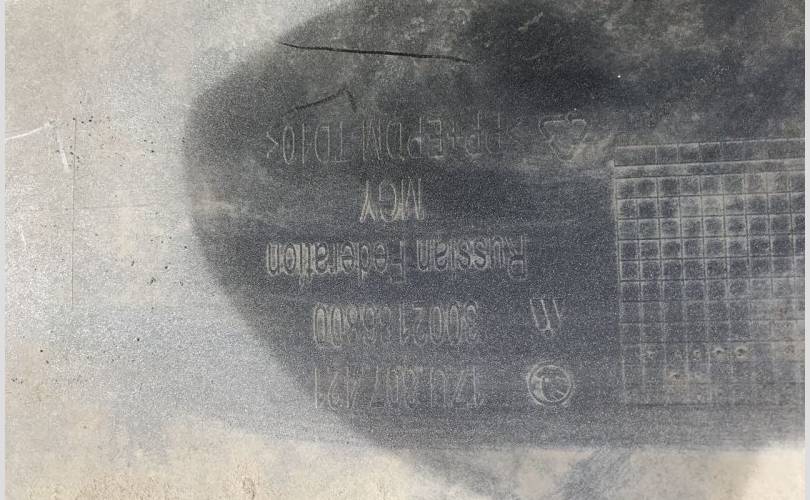 1ZU.807.421
Russian Federation
MGY
>PP+EPDM-TD10<